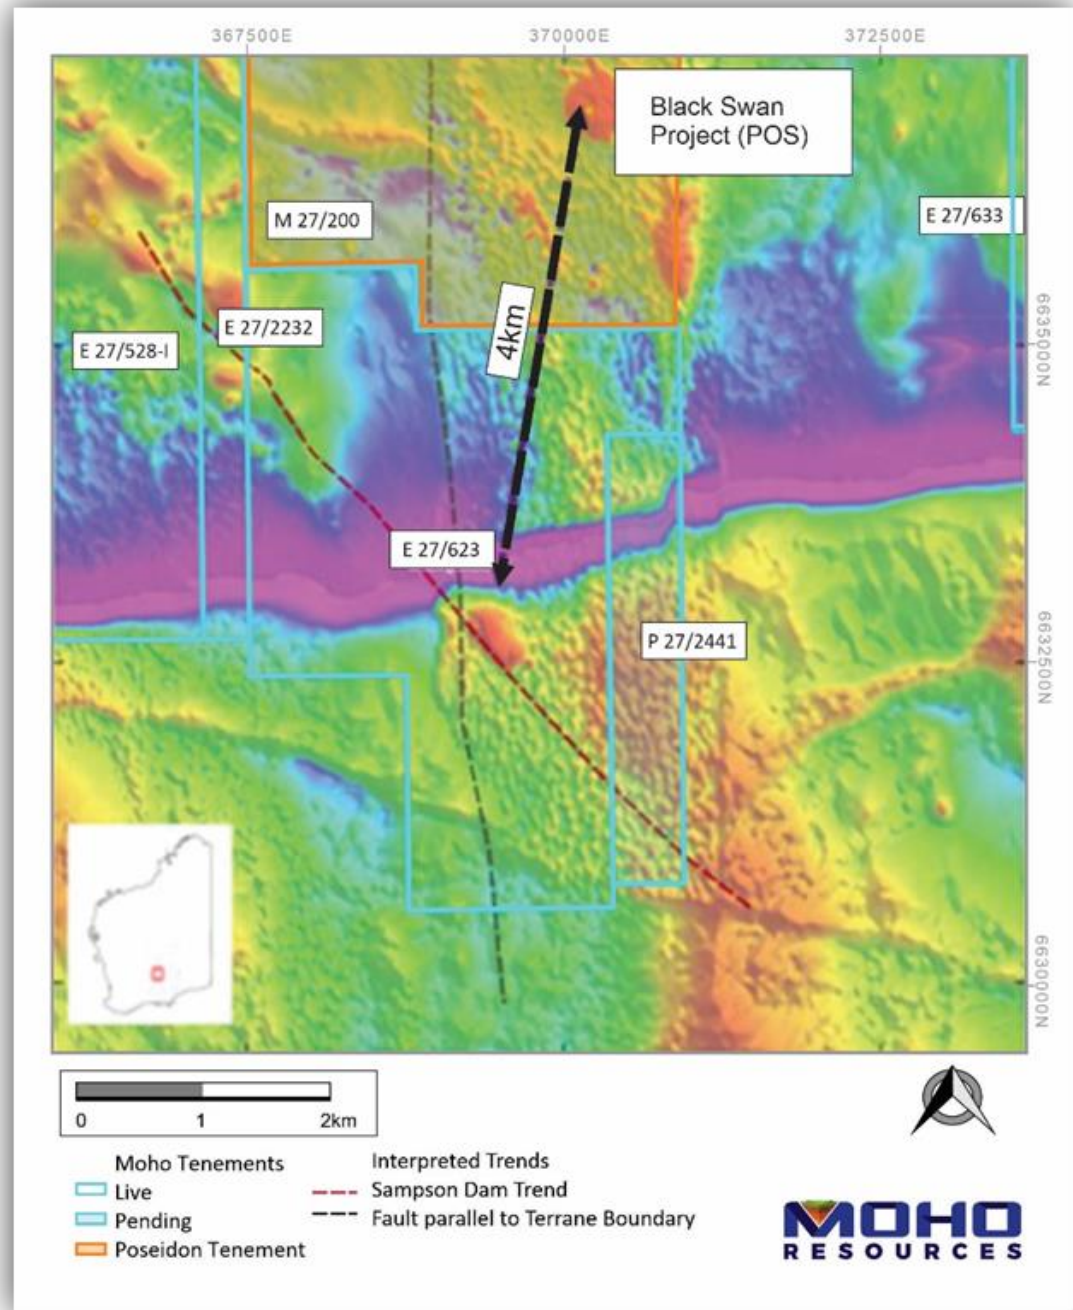 367500E
370000E
372500E
Black Swan
Project (POS)
E 27/633
M 27/200
6635000N
E 27/2232
E 27/528-I
4km
E 27/623
P 27/2441
6632500N
6630000N
0
1
2km
Moho Tenements
Live
Pending
Poseidon Tenement
Interpreted Trends
Sampson Dam Trend
Fault parallel to Terrane Boundary
MOHO
RESOURCES